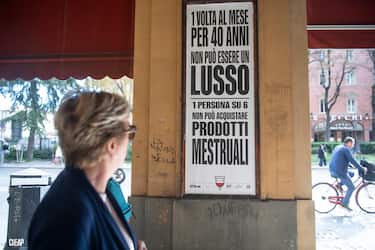 1 VOLTA AL MESE
PER 40 ANNI
NON PUÒ ESSERE UN
LUSSO
1 PERSONA SU 6
NON PUÒ ACQUISTARE
PRODOTTI
MESTRUALI
CHEAP